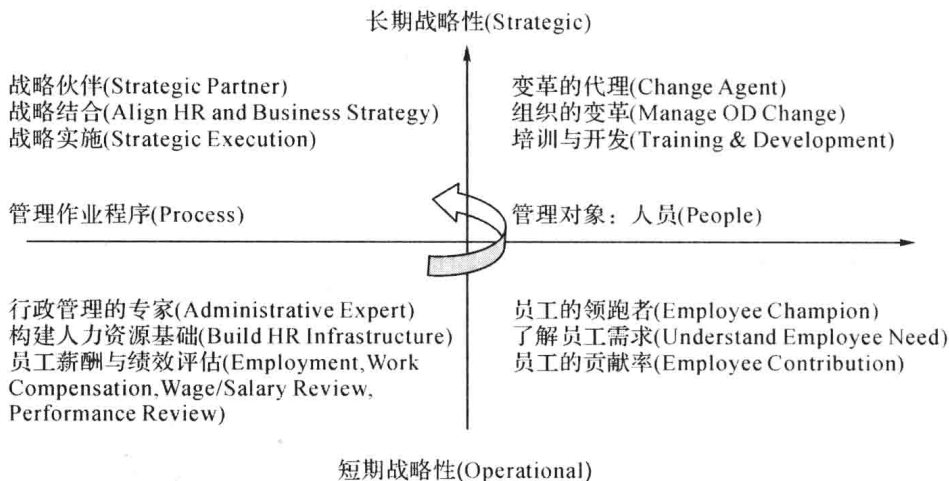 长期战略性(Strategic)
战略伙伴(Strategic Partner)
战略结合(Align HR and Business Strategy)
战略实施(Strategic Execution)
变革的代理(Change Agent)
组织的变革(Manage OD Change)
培训与开发(Training & Development)
管理作业程序(Process)
管理对象：人员(People)
行政管理的专家(Administrative Expert)
构建人力资源基础(Build HR Infrastructure)
员工薪酬与绩效评估(Employment,Work
Compensation,Wage/Salary Review,
Performance Review)
员工的领跑者(Employee Champion)
了解员工需求(Understand Employee Need)
员工的贡献率(Employee Contribution)
短期战略性(Operational)